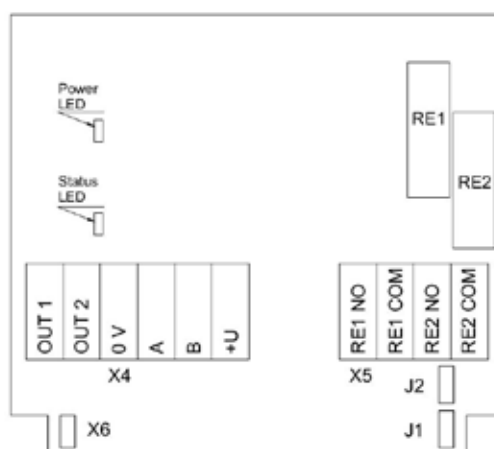 Power
LED
RE1
RE2
Status
LED
OUT 1
OUT 2
0 V
A
B
+U
RE1 NO
RE1 COM
RE2 NO
RE2 COM
X4
X5
J2
X6
J1